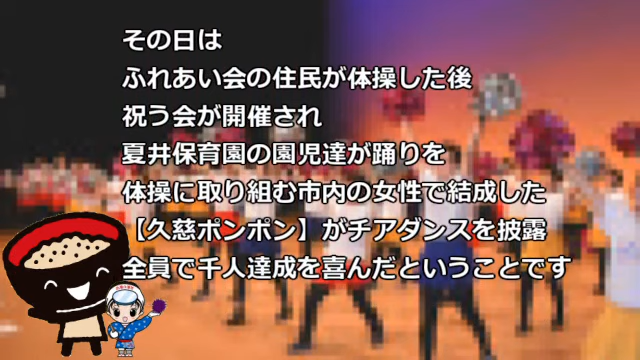 その日は
ふれあい会の住民が体操した後
祝う会が開催され
夏井保育園の園児達が踊りを
体操に取り組む市内の女性で結成した
【久慈ポンポン】がチアダンスを披露
全員で千人達成を喜んだということです